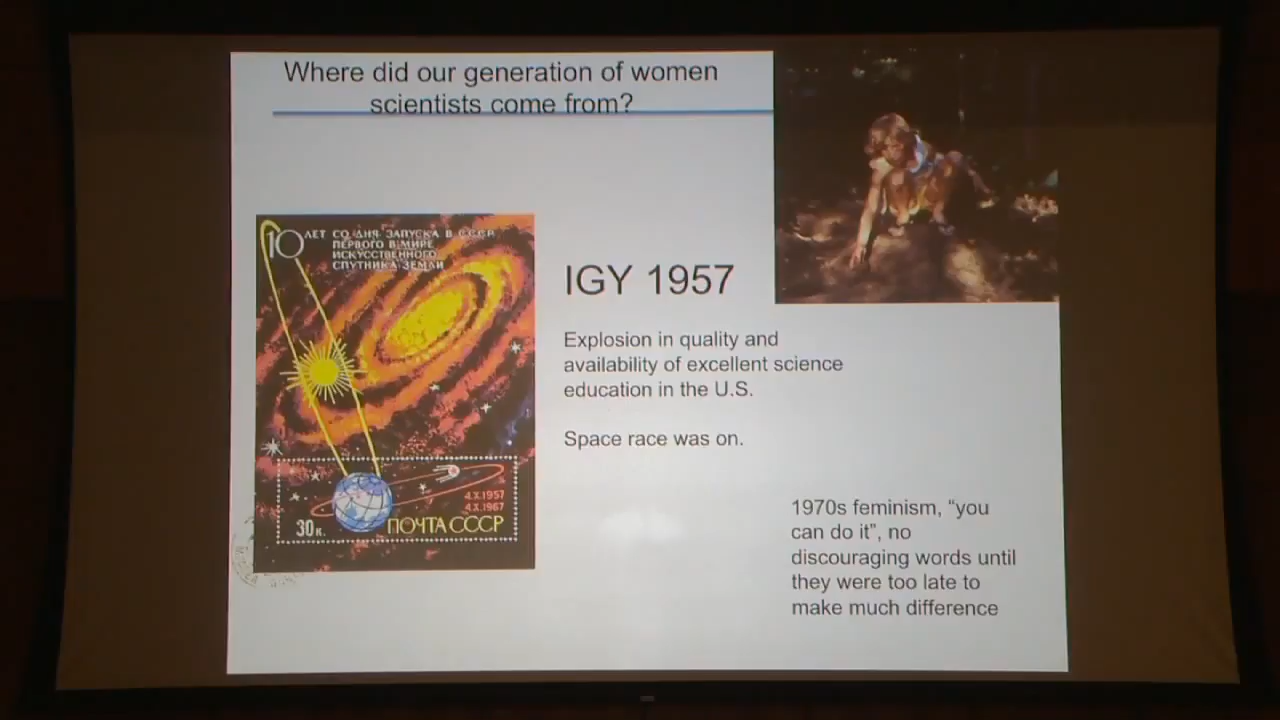 Where did our generation of women
scientists come from?
10 ЛЕТ СО ДНЯ ЗАПУСКА В СССР
ПЕРВОГО В МИРЕ
ИСКУССТВЕННОГО
СПУТНИКА ЗЕМЛИ
4.X.1957
4.X.1967
30 к. ПОЧТА СССР
IGY 1957
Explosion in quality and
availability of excellent science
education in the U.S.
Space race was on.
1970s feminism, “you
can do it”, no
discouraging words until
they were too late to
make much difference